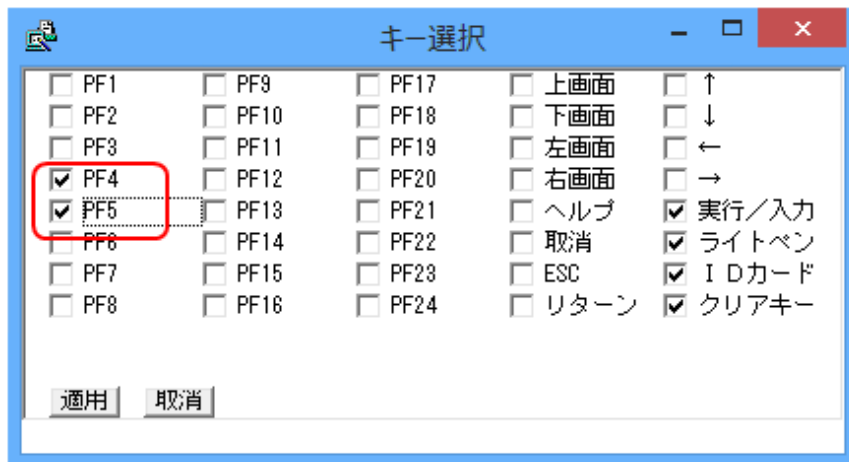 キー選択
PF1 PF9 PF17 上画面 ↑
PF2 PF10 PF18 下画面 ↓
PF3 PF11 PF19 左画面 ←
PF4 PF12 PF20 右画面 →
PF5 PF13 PF21 ヘルプ 実行／入力
PF6 PF14 PF22 取消 ライトペン
PF7 PF15 PF23 ESC ＩＤカード
PF8 PF16 PF24 リターン クリアキー
適用 取消